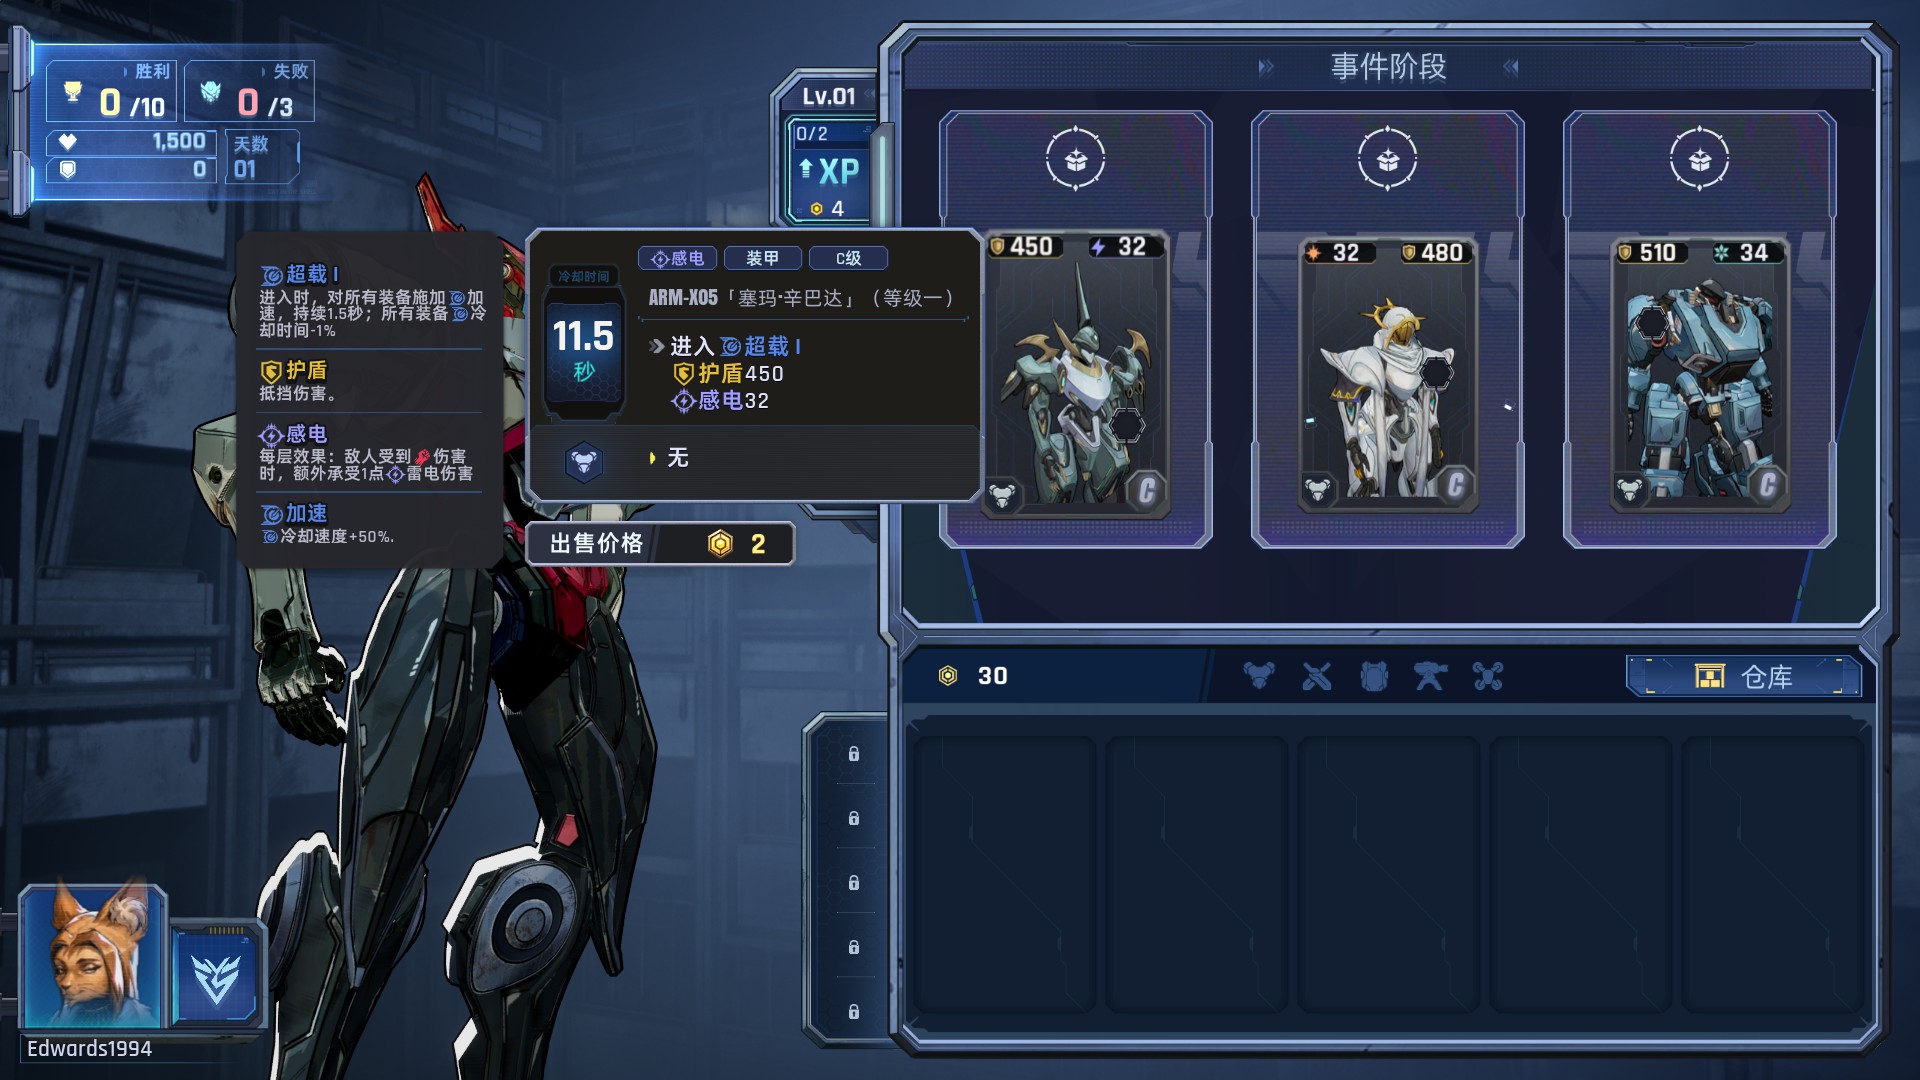 胜利
0/10
失败
0/3
1,500
0
天数
01
Lv.01
0/2
XP
4
事件阶段
450
32
32
480
510
34
C
C
C
超载 I
进入时,对所有装备施加加
速,持续1.5秒;所有装备冷
却时间-1%
护盾
抵挡伤害。
感电
每层效果:敌人受到伤害
时,额外承受1点雷电伤害
加速
冷却速度+50%.
感电
装甲
C级
冷却时间
11.5
秒
ARM-X05「塞玛·辛巴达」(等级一)
进入超载 I
护盾450
感电32
无
出售价格
2
30
仓库
Edwards1994